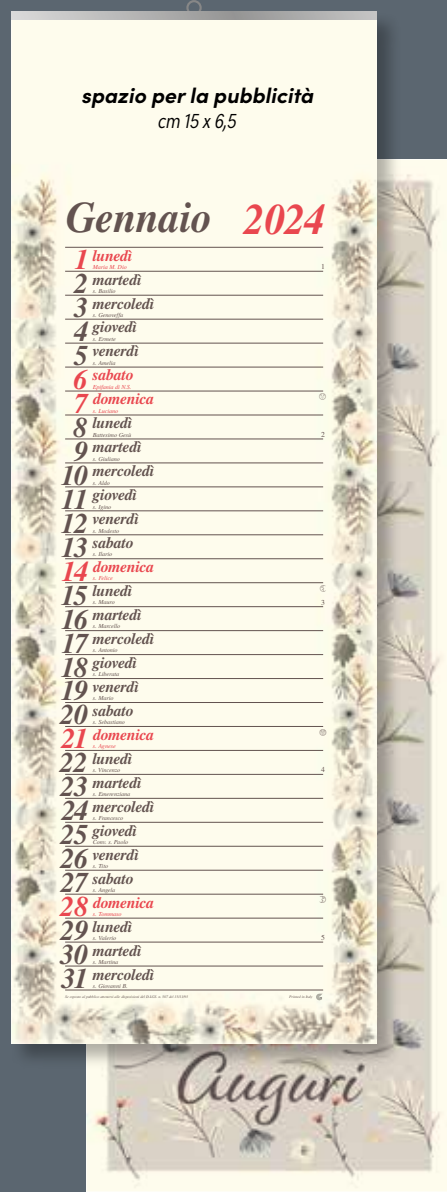 spazio per la pubblicità
cm 15 x 6,5
Gennaio 2024
1 lunedì
Maria M. Dio 1
2 martedì
s. Basilio
3 mercoledì
s. Genoveffa
4 giovedì
s. Ermete
5 venerdì
s. Amelia
6 sabato
Epifania di N.S.
7 domenica
s. Luciano
8 lunedì
Battesimo Gesù 2
9 martedì
s. Giuliano
10 mercoledì
s. Aldo
11 giovedì
s. Igino
12 venerdì
s. Modesto
13 sabato
s. Ilario
14 domenica
s. Felice
15 lunedì
s. Mauro 3
16 martedì
s. Marcello
17 mercoledì
s. Antonio
18 giovedì
s. Liberata
19 venerdì
s. Mario
20 sabato
s. Sebastiano
21 domenica
s. Agnese
22 lunedì
s. Vincenzo 4
23 martedì
s. Emerenziana
24 mercoledì
s. Francesco
25 giovedì
Conv. s. Paolo
26 venerdì
s. Tito
27 sabato
s. Angela
28 domenica
s. Tommaso
29 lunedì
s. Valerio 5
30 martedì
s. Martina
31 mercoledì
s. Giovanni B.
Printed in Italy
Auguri